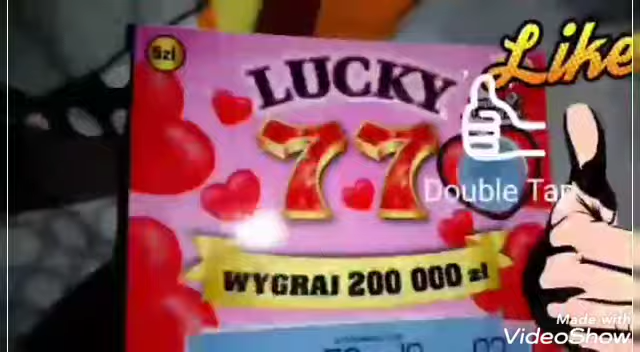 5zł
LUCKY
77
Like
Double Tap
WYGRAJ 200 000 zł
Made with
VideoShow